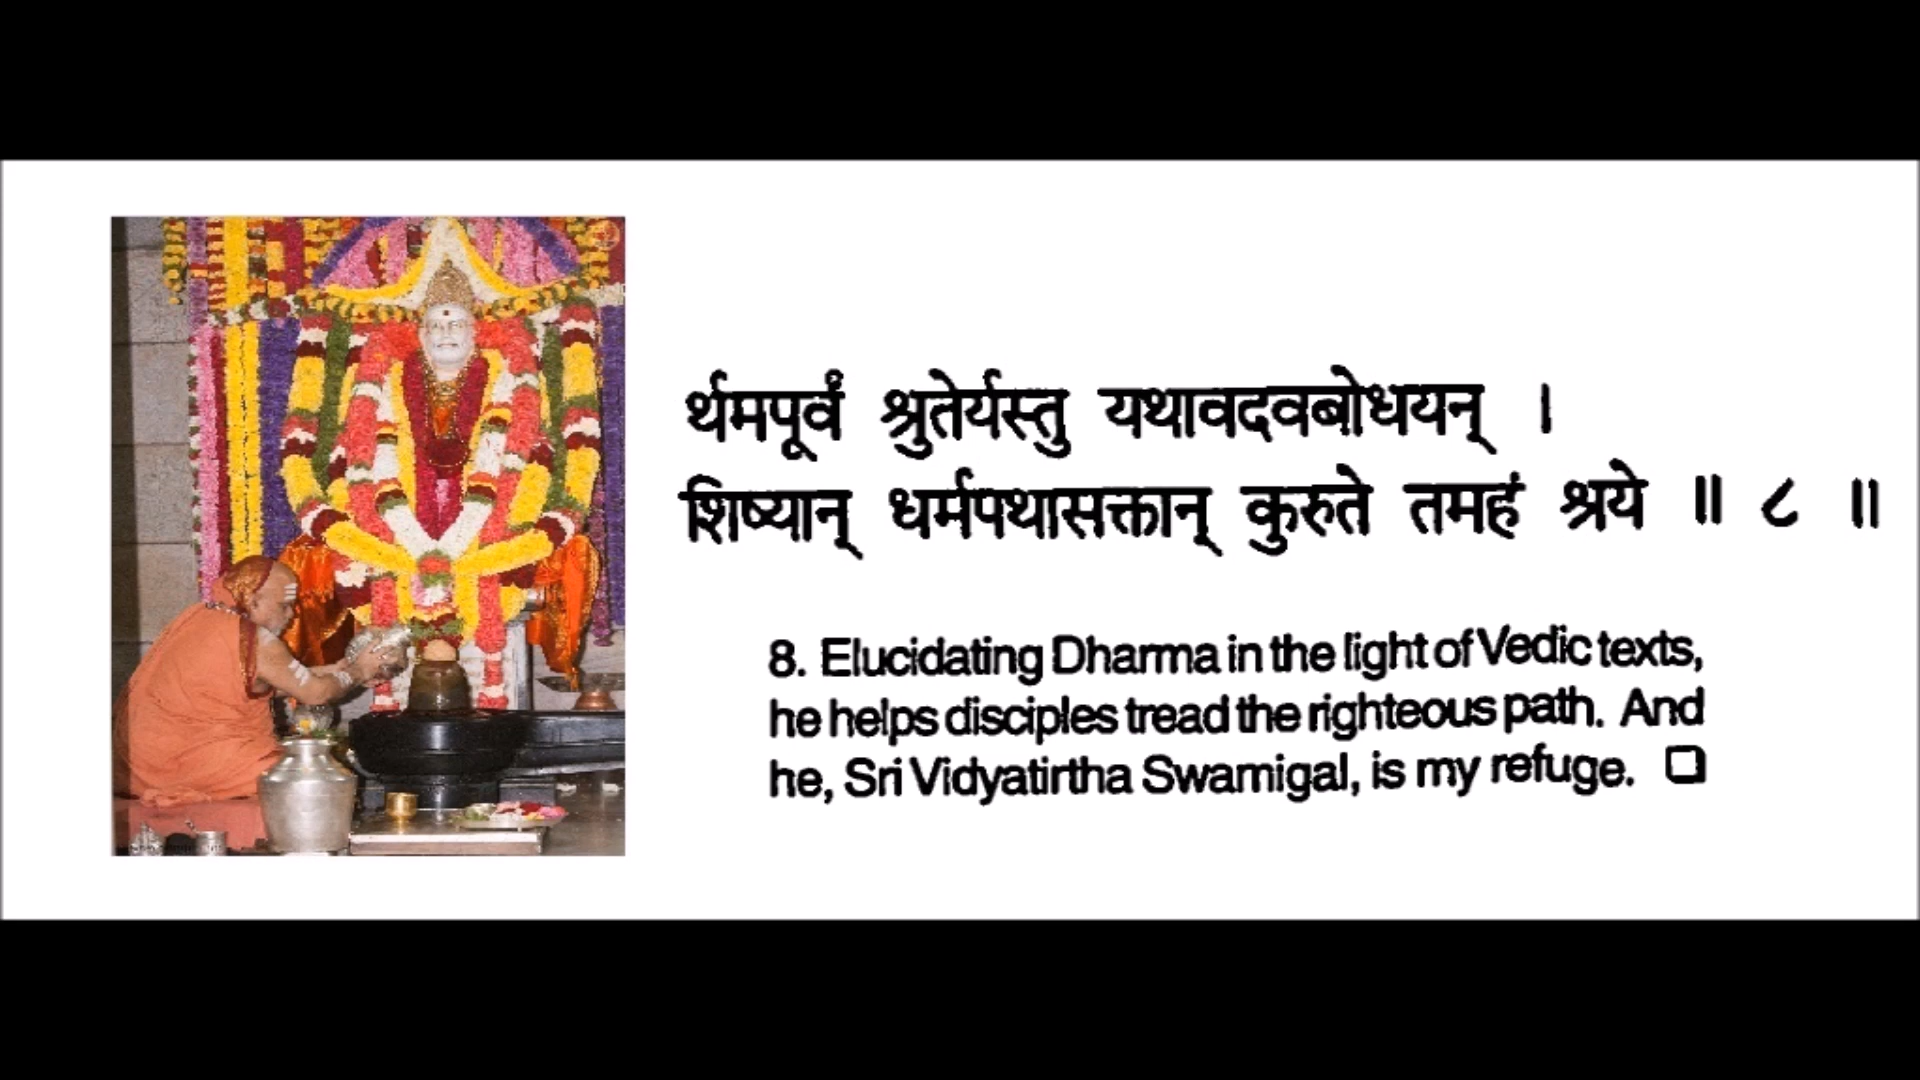 र्थमपूर्वं श्रुतेर्यस्तु यथावदवबोधयन् ।
शिष्यान् धर्मपथासक्तान् कुरुते तमहं श्रये ॥ ८ ॥
8. Elucidating Dharma in the light of Vedic texts,
he helps disciples tread the righteous path. And
he, Sri Vidyatirtha Swamigal, is my refuge. ❑